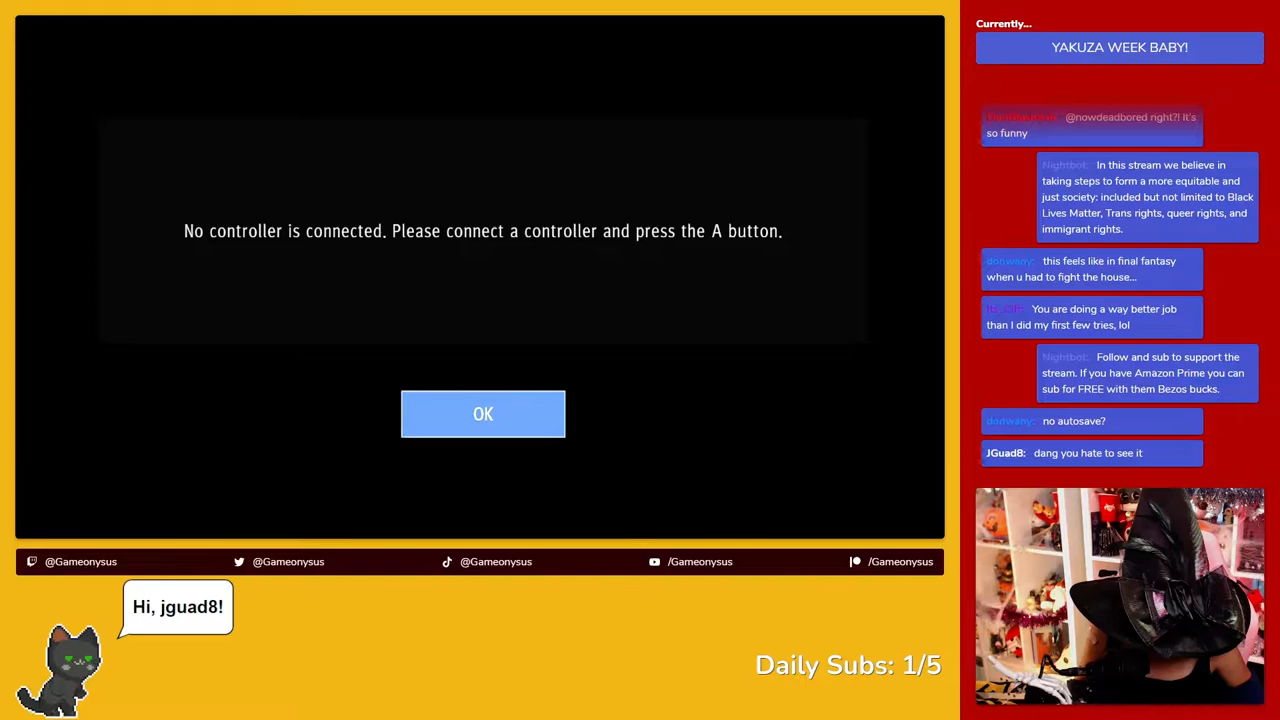 Currently...
YAKUZA WEEK BABY!
@nowdeadbored right?! It's
so funny
Nightbot: In this stream we believe in
taking steps to form a more equitable and
just society: included but not limited to Black
Lives Matter, Trans rights, queer rights, and
immigrant rights.
donwany: this feels like in final fantasy
when u had to fight the house...
You are doing a way better job
than I did my first few tries, lol
Nightbot: Follow and sub to support the
stream. If you have Amazon Prime you can
sub for FREE with them Bezos bucks.
donwany: no autosave?
JGuad8: dang you hate to see it
No controller is connected. Please connect a controller and press the A button.
OK
@Gameonysus
@Gameonysus
@Gameonysus
/Gameonysus
/Gameonysus
Hi, jguad8!
Daily Subs: 1/5